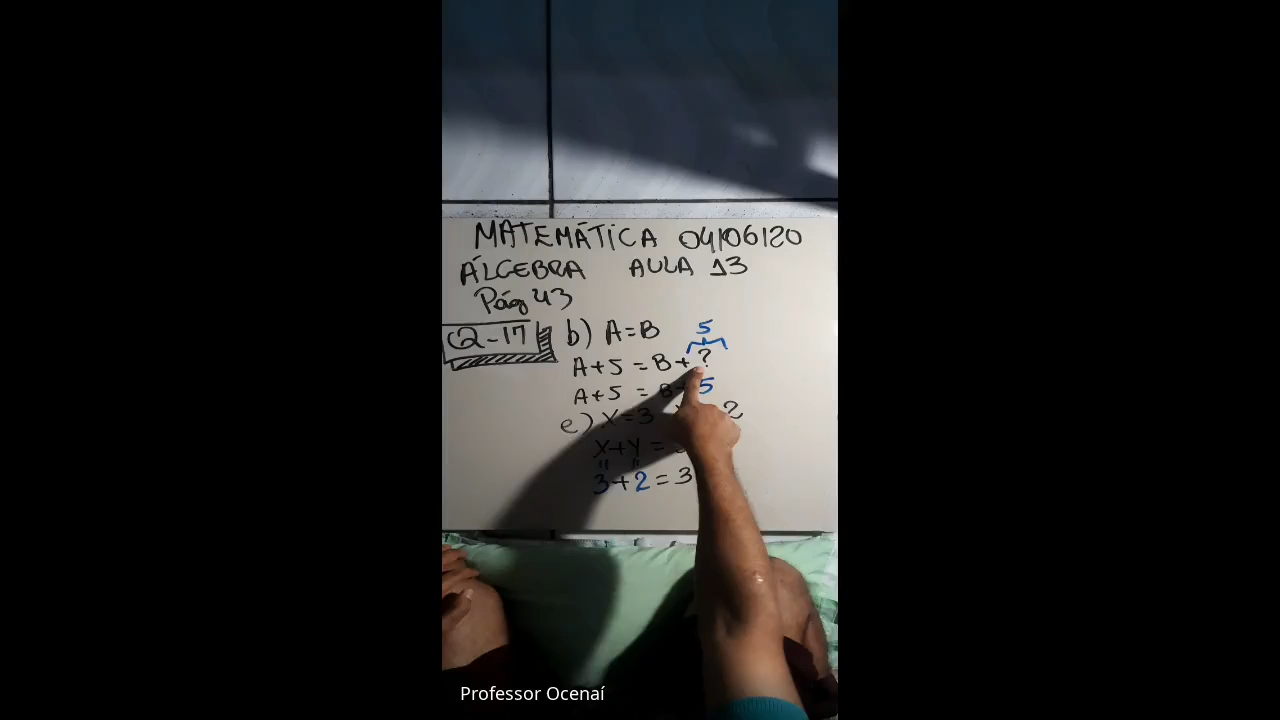 MATEMÁTICA 04/06/20
ÁLGEBRA AULA 13
Pág 43
Q-17 b) A=B
5
A+5 = B+?
A+5 = B+ 5
e) X=3 2
X+Y =
" "
3+2 = 3
Professor Ocenaí